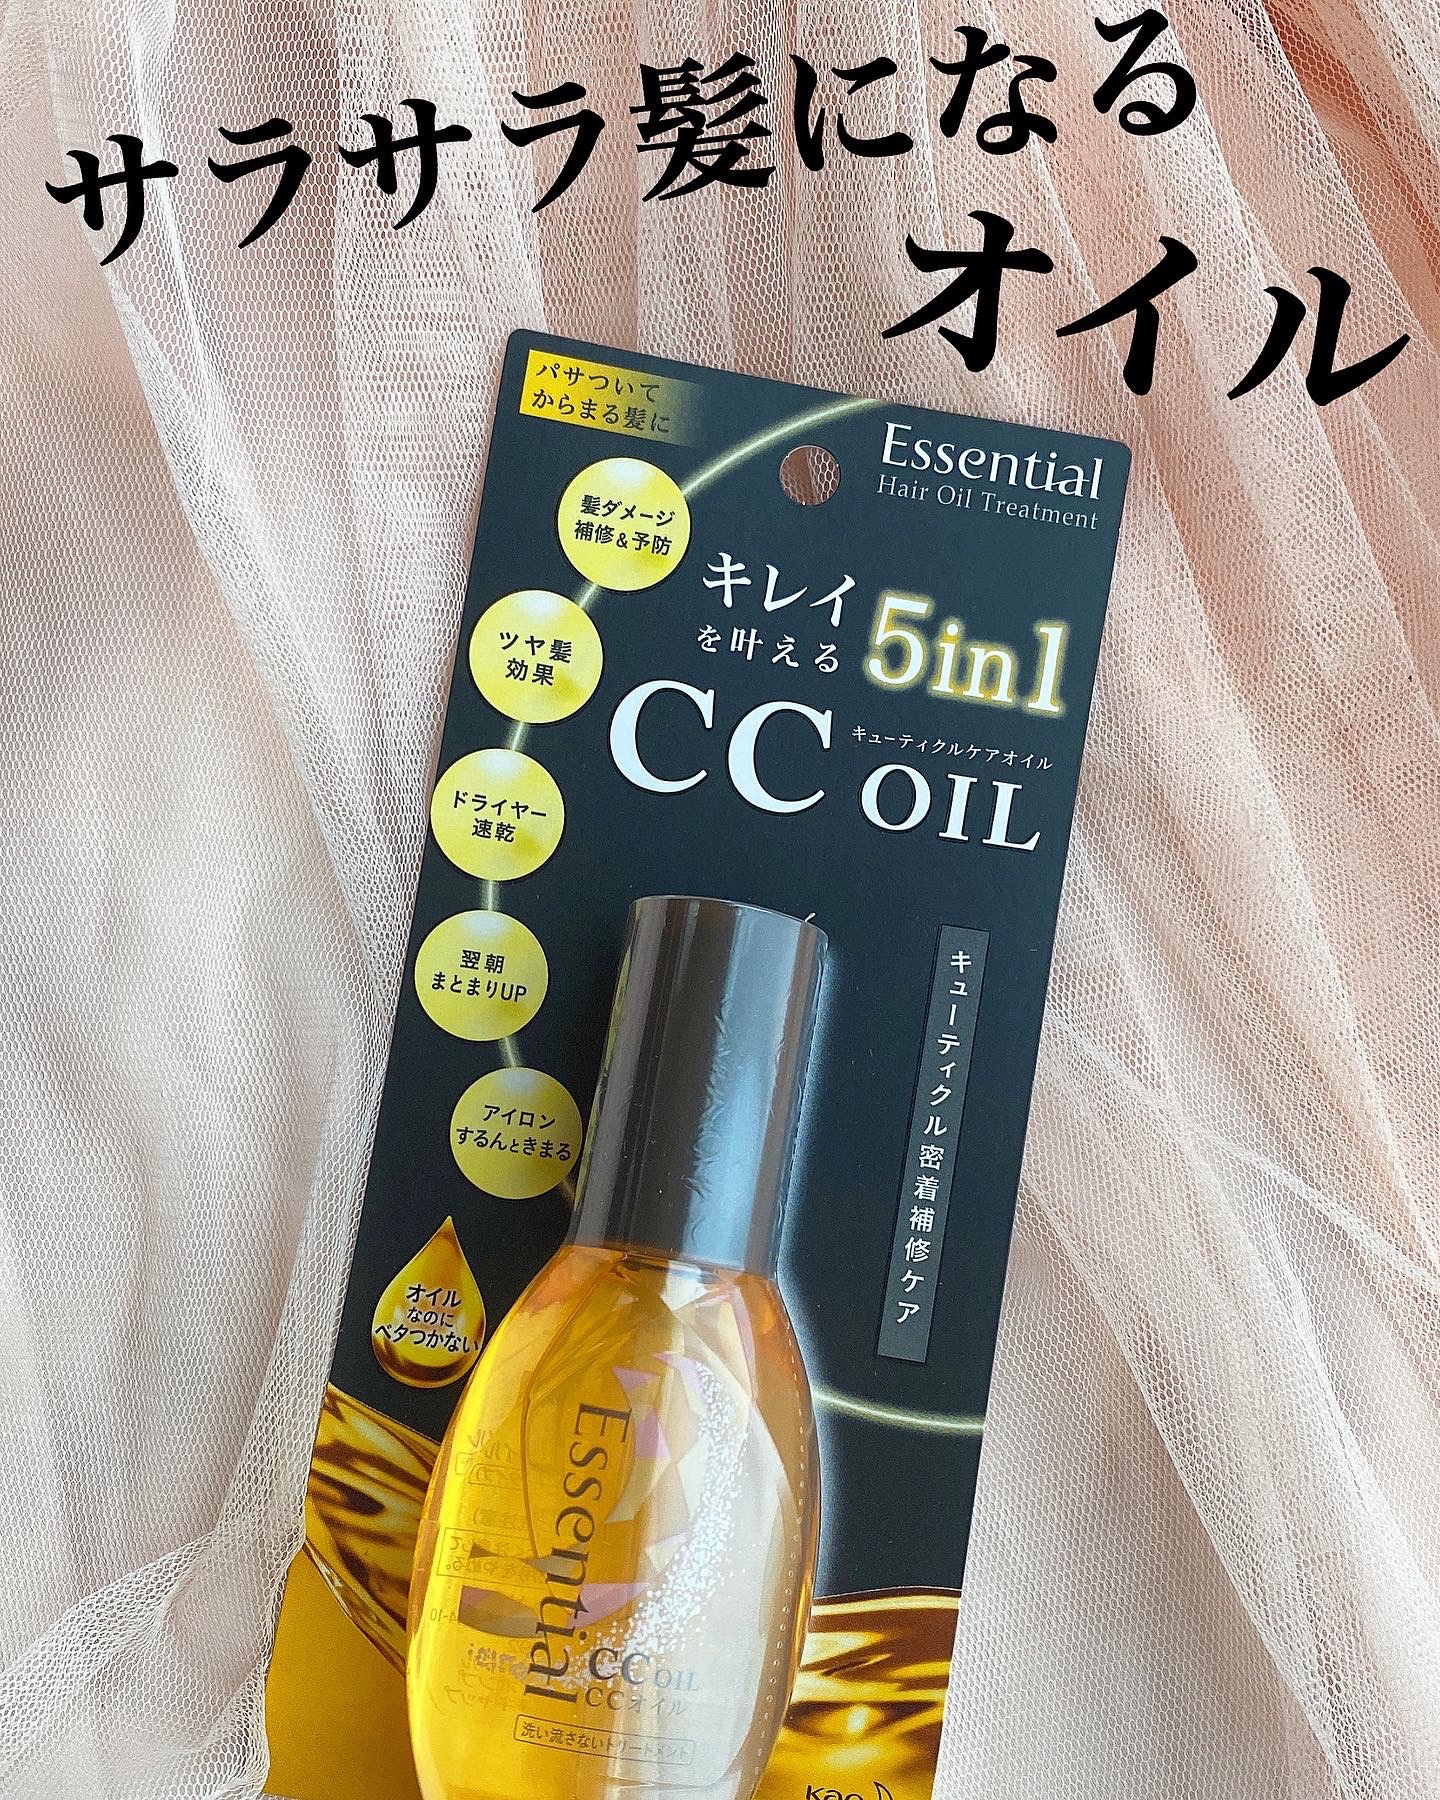 サラサラ髪になる
オイル
パサついて
からまる髪に
Essential
Hair Oil Treatment
髪ダメージ
補修&予防
キレイ
を叶える
5in1
ツヤ髪
効果
CC OIL
キューティクルケアオイル
ドライヤー
速乾
翌朝
まとまりUP
キューティクル密着補修ケア
アイロン
するんときまる
オイル
なのに
ベタつかない
Essential
CC OIL
CCオイル
洗い流さないトリートメント
Kao